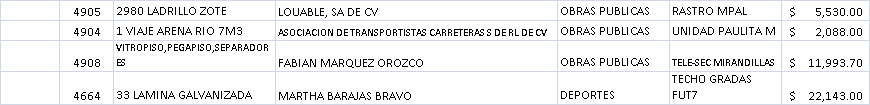 4905 2980 LADRILLO ZOTE LOUABLE, SA DE CV OBRAS PUBLICAS RASTRO MPAL $ 5,530.00
4904 1 VIAJE ARENA RIO 7M3 ASOCIACION DE TRANSPORTISTAS CARRETERAS S DE RL DE CV OBRAS PUBLICAS UNIDAD PAULITA M $ 2,088.00
VITROPISO,PEGAPISO,SEPARADOR
4908 ES FABIAN MARQUEZ OROZCO OBRAS PUBLICAS TELE-SEC MIRANDILLAS $ 11,993.70
TECHO GRADAS
4664 33 LAMINA GALVANIZADA MARTHA BARAJAS BRAVO DEPORTES FUT7 $ 22,143.00